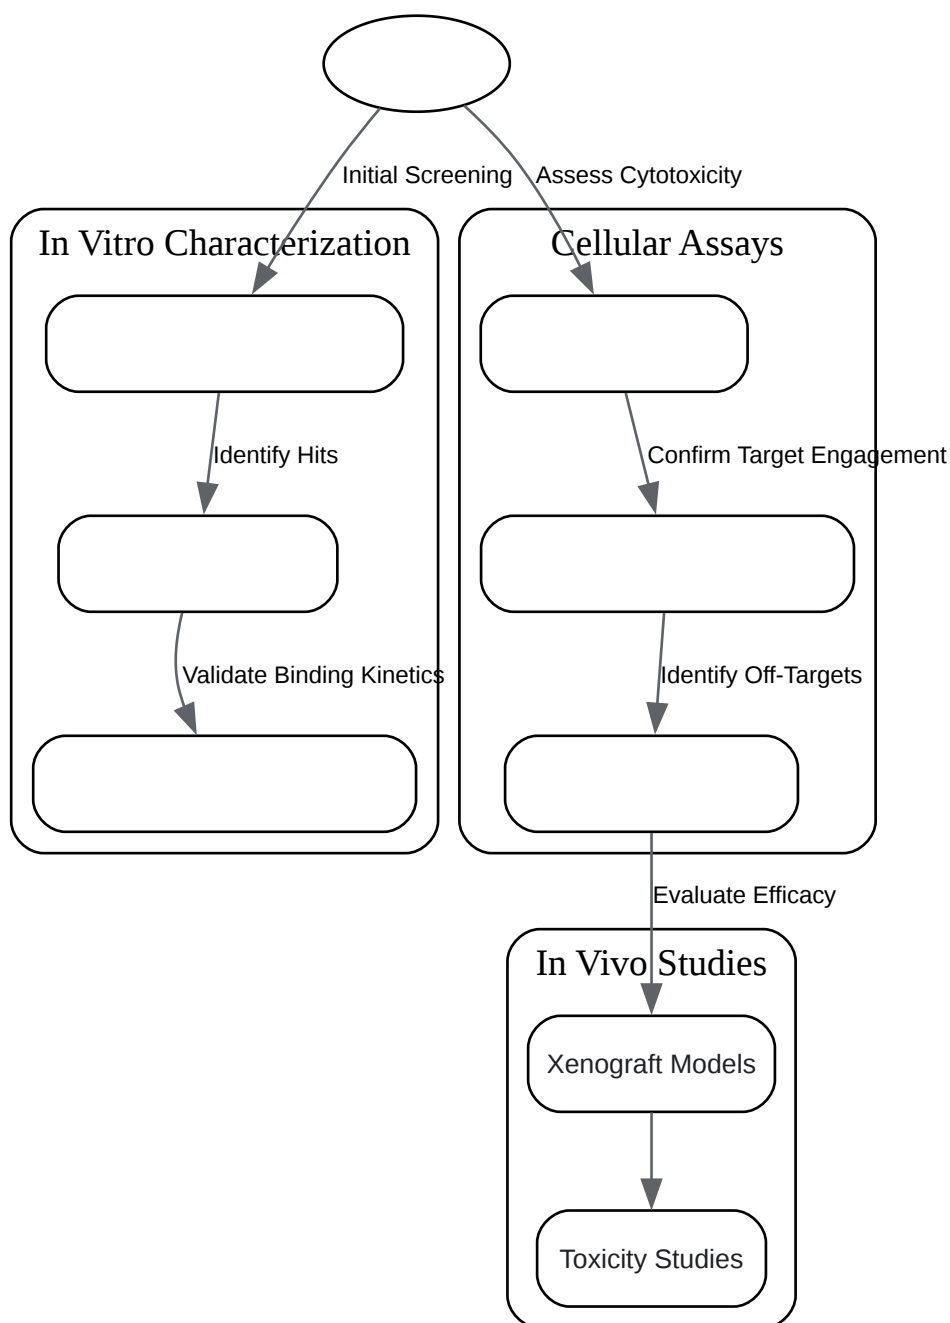 Initial Screening
Assess Cytotoxicity
In Vitro Characterization
Cellular Assays
Identify Hits
Confirm Target Engagement
Validate Binding Kinetics
Identify Off-Targets
Evaluate Efficacy
In Vivo Studies
Xenograft Models
Toxicity Studies